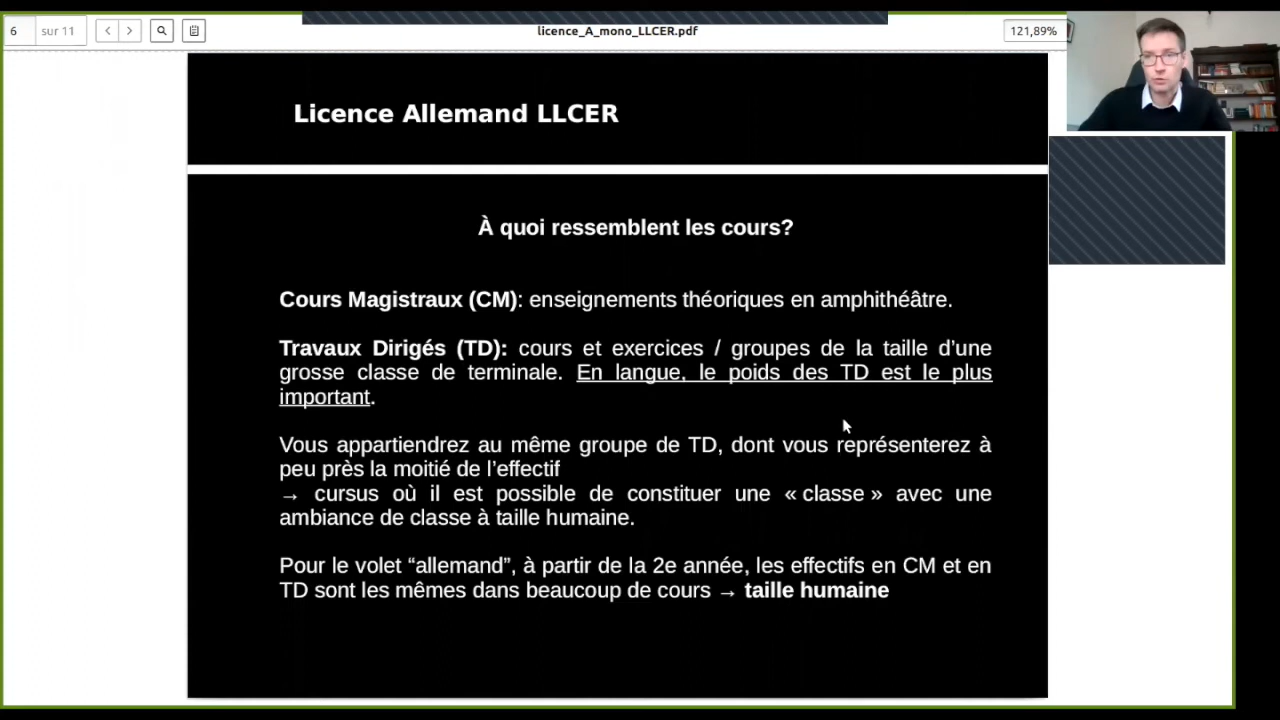 6 sur 11
licence_A_mono_LLCER.pdf
121,89%
Licence Allemand LLCER
À quoi ressemblent les cours?
Cours Magistraux (CM): enseignements théoriques en amphithéâtre.
Travaux Dirigés (TD): cours et exercices / groupes de la taille d’une
grosse classe de terminale. En langue, le poids des TD est le plus
important.
Vous appartiendrez au même groupe de TD, dont vous représenterez à
peu près la moitié de l’effectif
→ cursus où il est possible de constituer une « classe » avec une
ambiance de classe à taille humaine.
Pour le volet “allemand”, à partir de la 2e année, les effectifs en CM et en
TD sont les mêmes dans beaucoup de cours → taille humaine